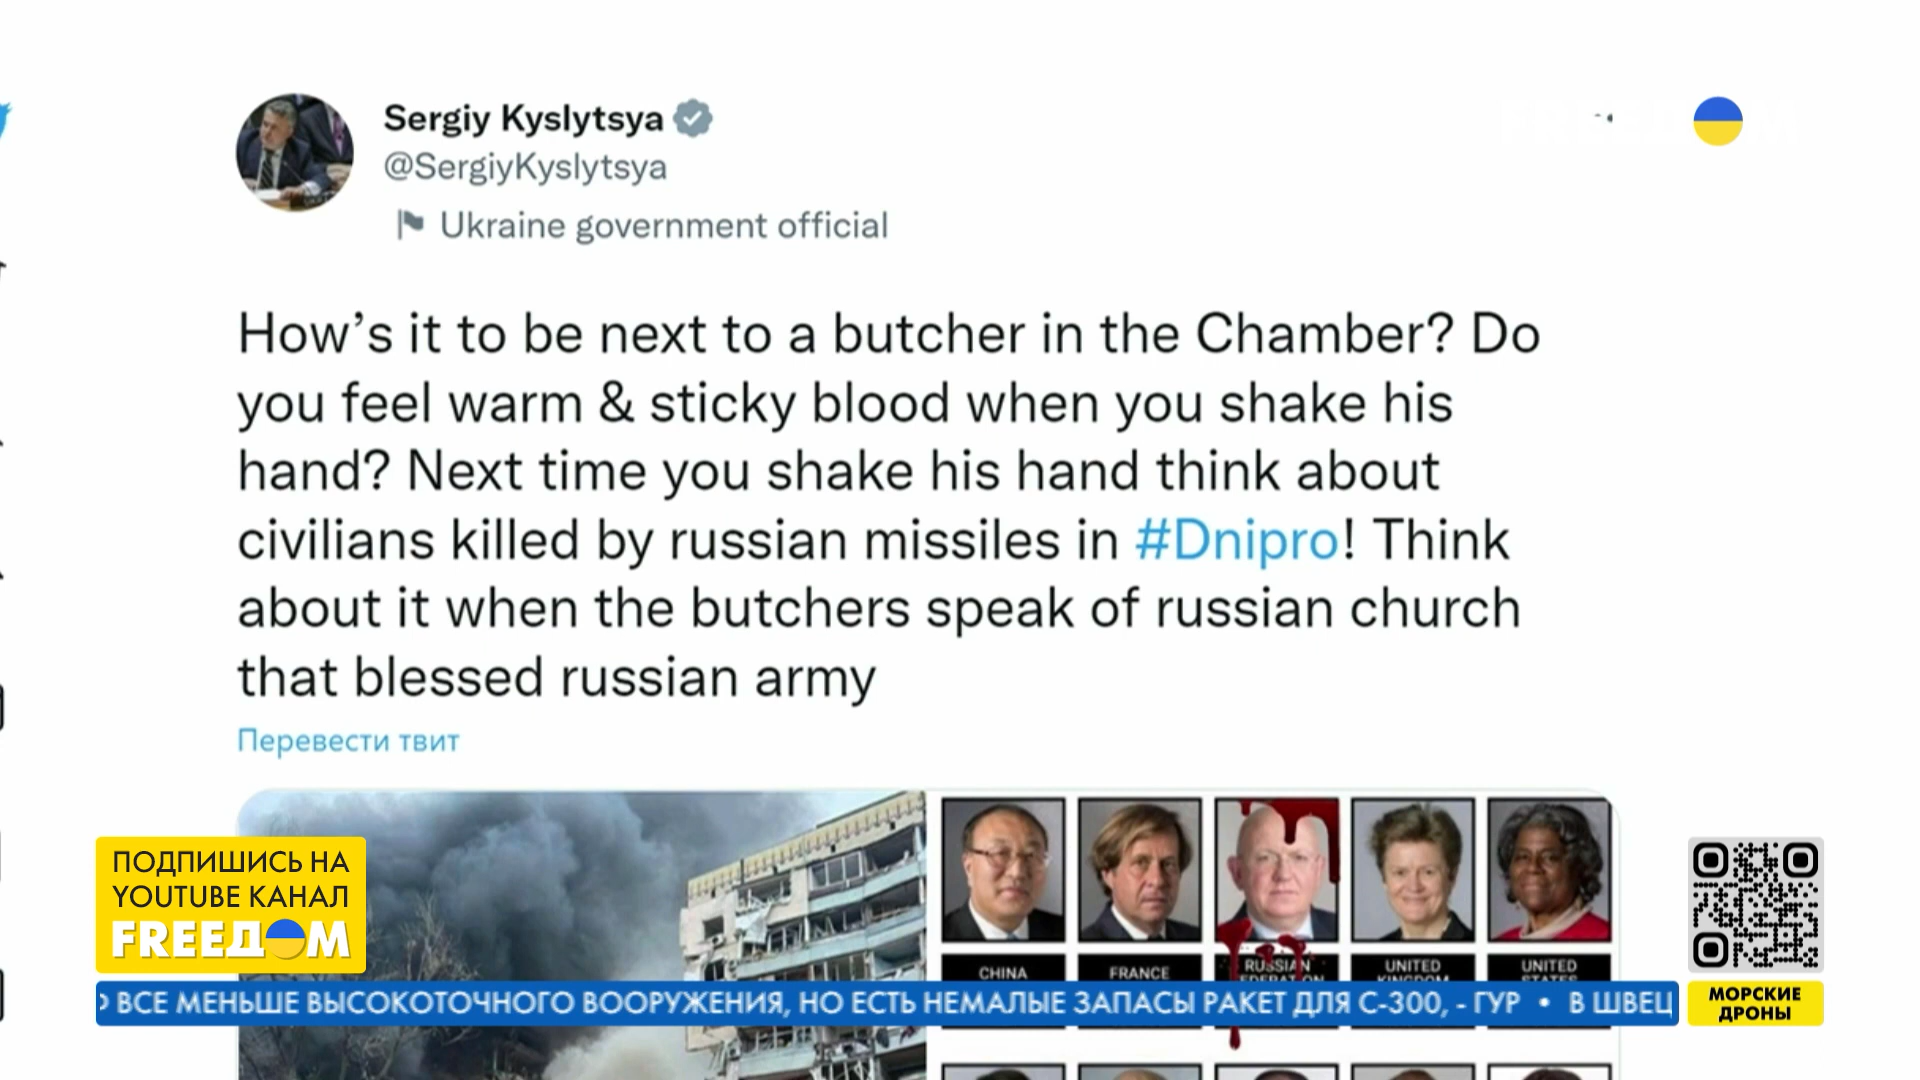 Sergiy Kyslytsya
@SergiyKyslytsya
Ukraine government official
How’s it to be next to a butcher in the Chamber? Do
you feel warm & sticky blood when you shake his
hand? Next time you shake his hand think about
civilians killed by russian missiles in #Dnipro! Think
about it when the butchers speak of russian church
that blessed russian army
Перевести твит
CHINA
FRANCE
RUSSIAN
UNITED
KINGDOM
UNITED
STATES
ПОДПИШИСЬ НА
YOUTUBE КАНАЛ
FREEДОМ
ВСЕ МЕНЬШЕ ВЫСОКОТОЧНОГО ВООРУЖЕНИЯ, НО ЕСТЬ НЕМАЛЫЕ ЗАПАСЫ РАКЕТ ДЛЯ С-300, - ГУР • В ШВЕЦ
МОРСКИЕ
ДРОНЫ